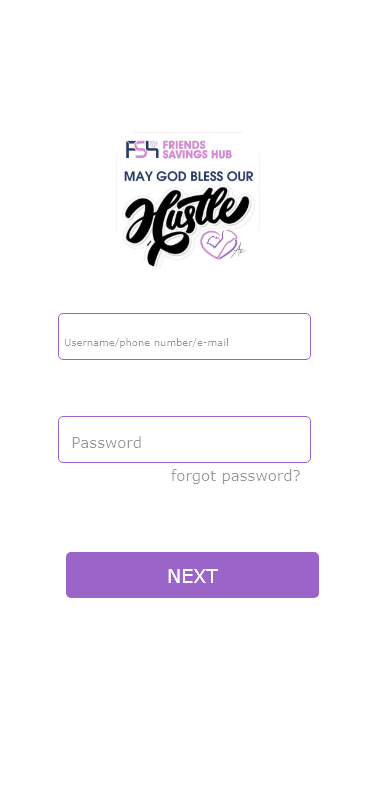 FSH FRIENDS
SAVINGS HUB
MAY GOD BLESS OUR
Hustle
Username/phone number/e-mail
Password
forgot password?
NEXT